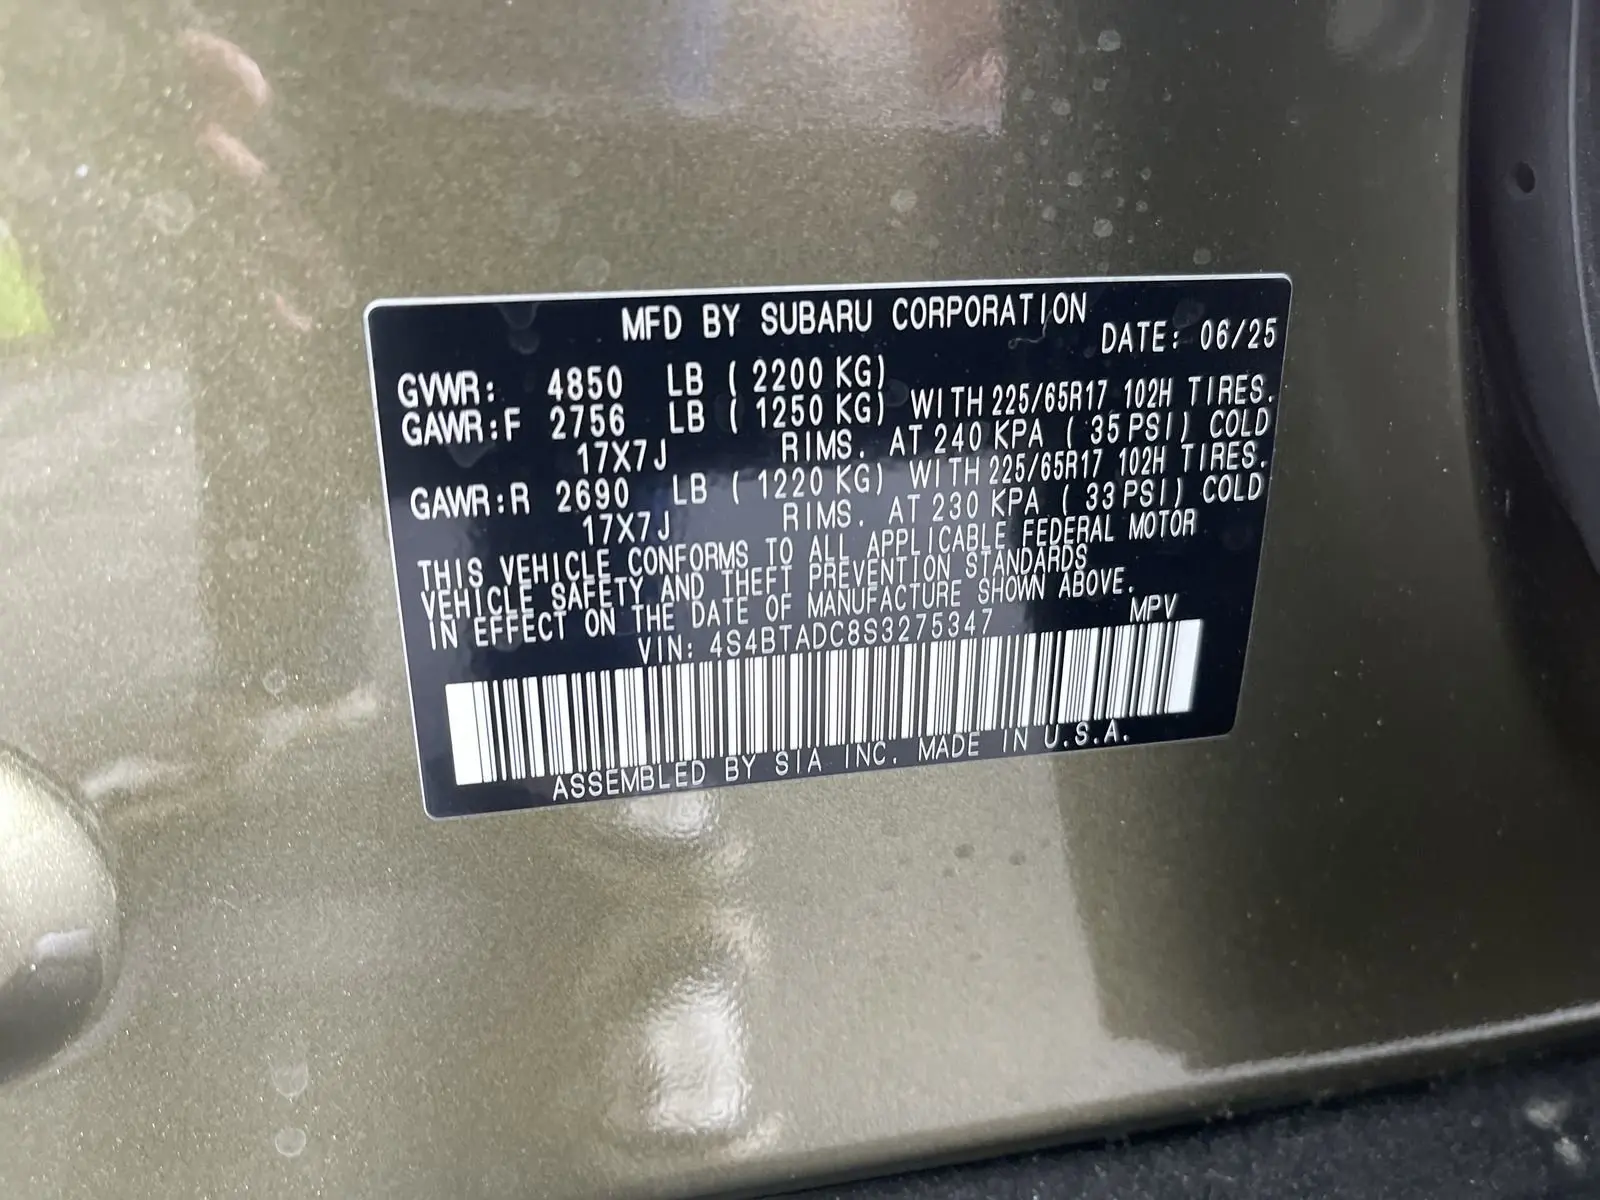 MFD BY SUBARU CORPORATION
DATE: 06/25
GVWR: 4850 LB ( 2200 KG)
GAWR:F 2756 LB ( 1250 KG) WITH 225/65R17 102H TIRES.
17X7J RIMS. AT 240 KPA ( 35 PSI) COLD
GAWR:R 2690 LB ( 1220 KG) WITH 225/65R17 102H TIRES.
17X7J RIMS. AT 230 KPA ( 33 PSI) COLD
THIS VEHICLE CONFORMS TO ALL APPLICABLE FEDERAL MOTOR
VEHICLE SAFETY AND THEFT PREVENTION STANDARDS
IN EFFECT ON THE DATE OF MANUFACTURE SHOWN ABOVE.
VIN: 4S4BTADC8S3275347 MPV
ASSEMBLED BY SIA INC. MADE IN U.S.A.